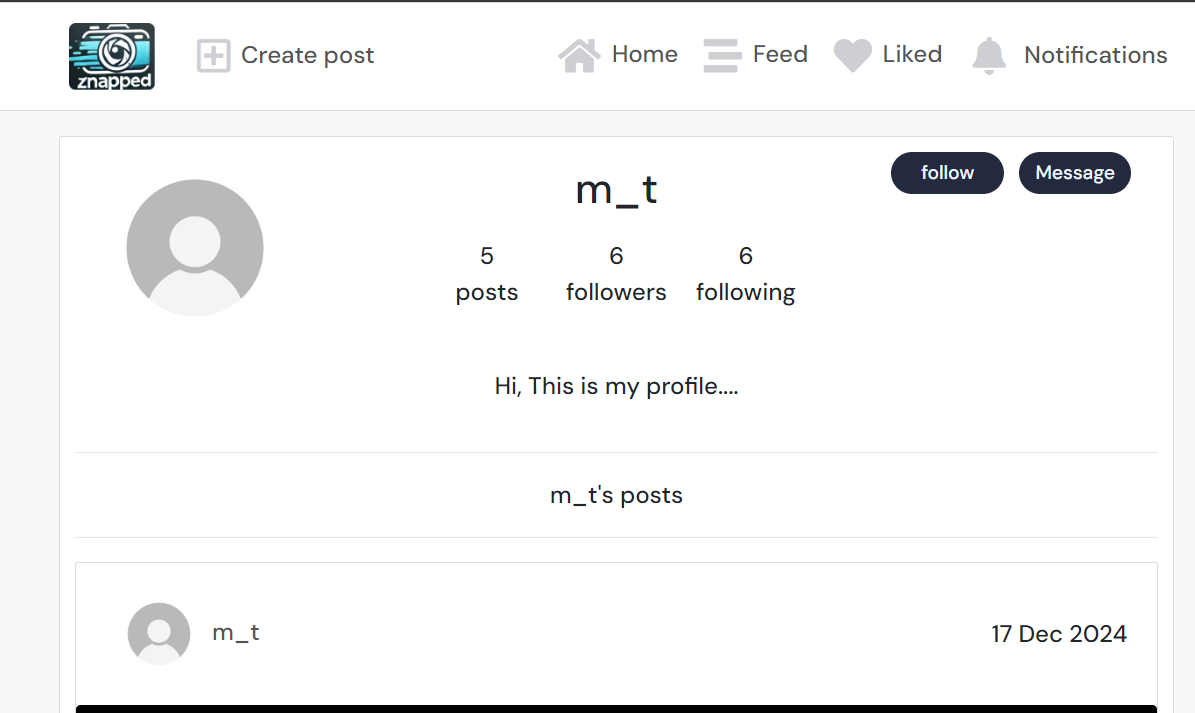 znapped
Create post
Home
Feed
Liked
Notifications
m_t
follow
Message
5 posts
6 followers
6 following
Hi, This is my profile....
m_t's posts
m_t
17 Dec 2024